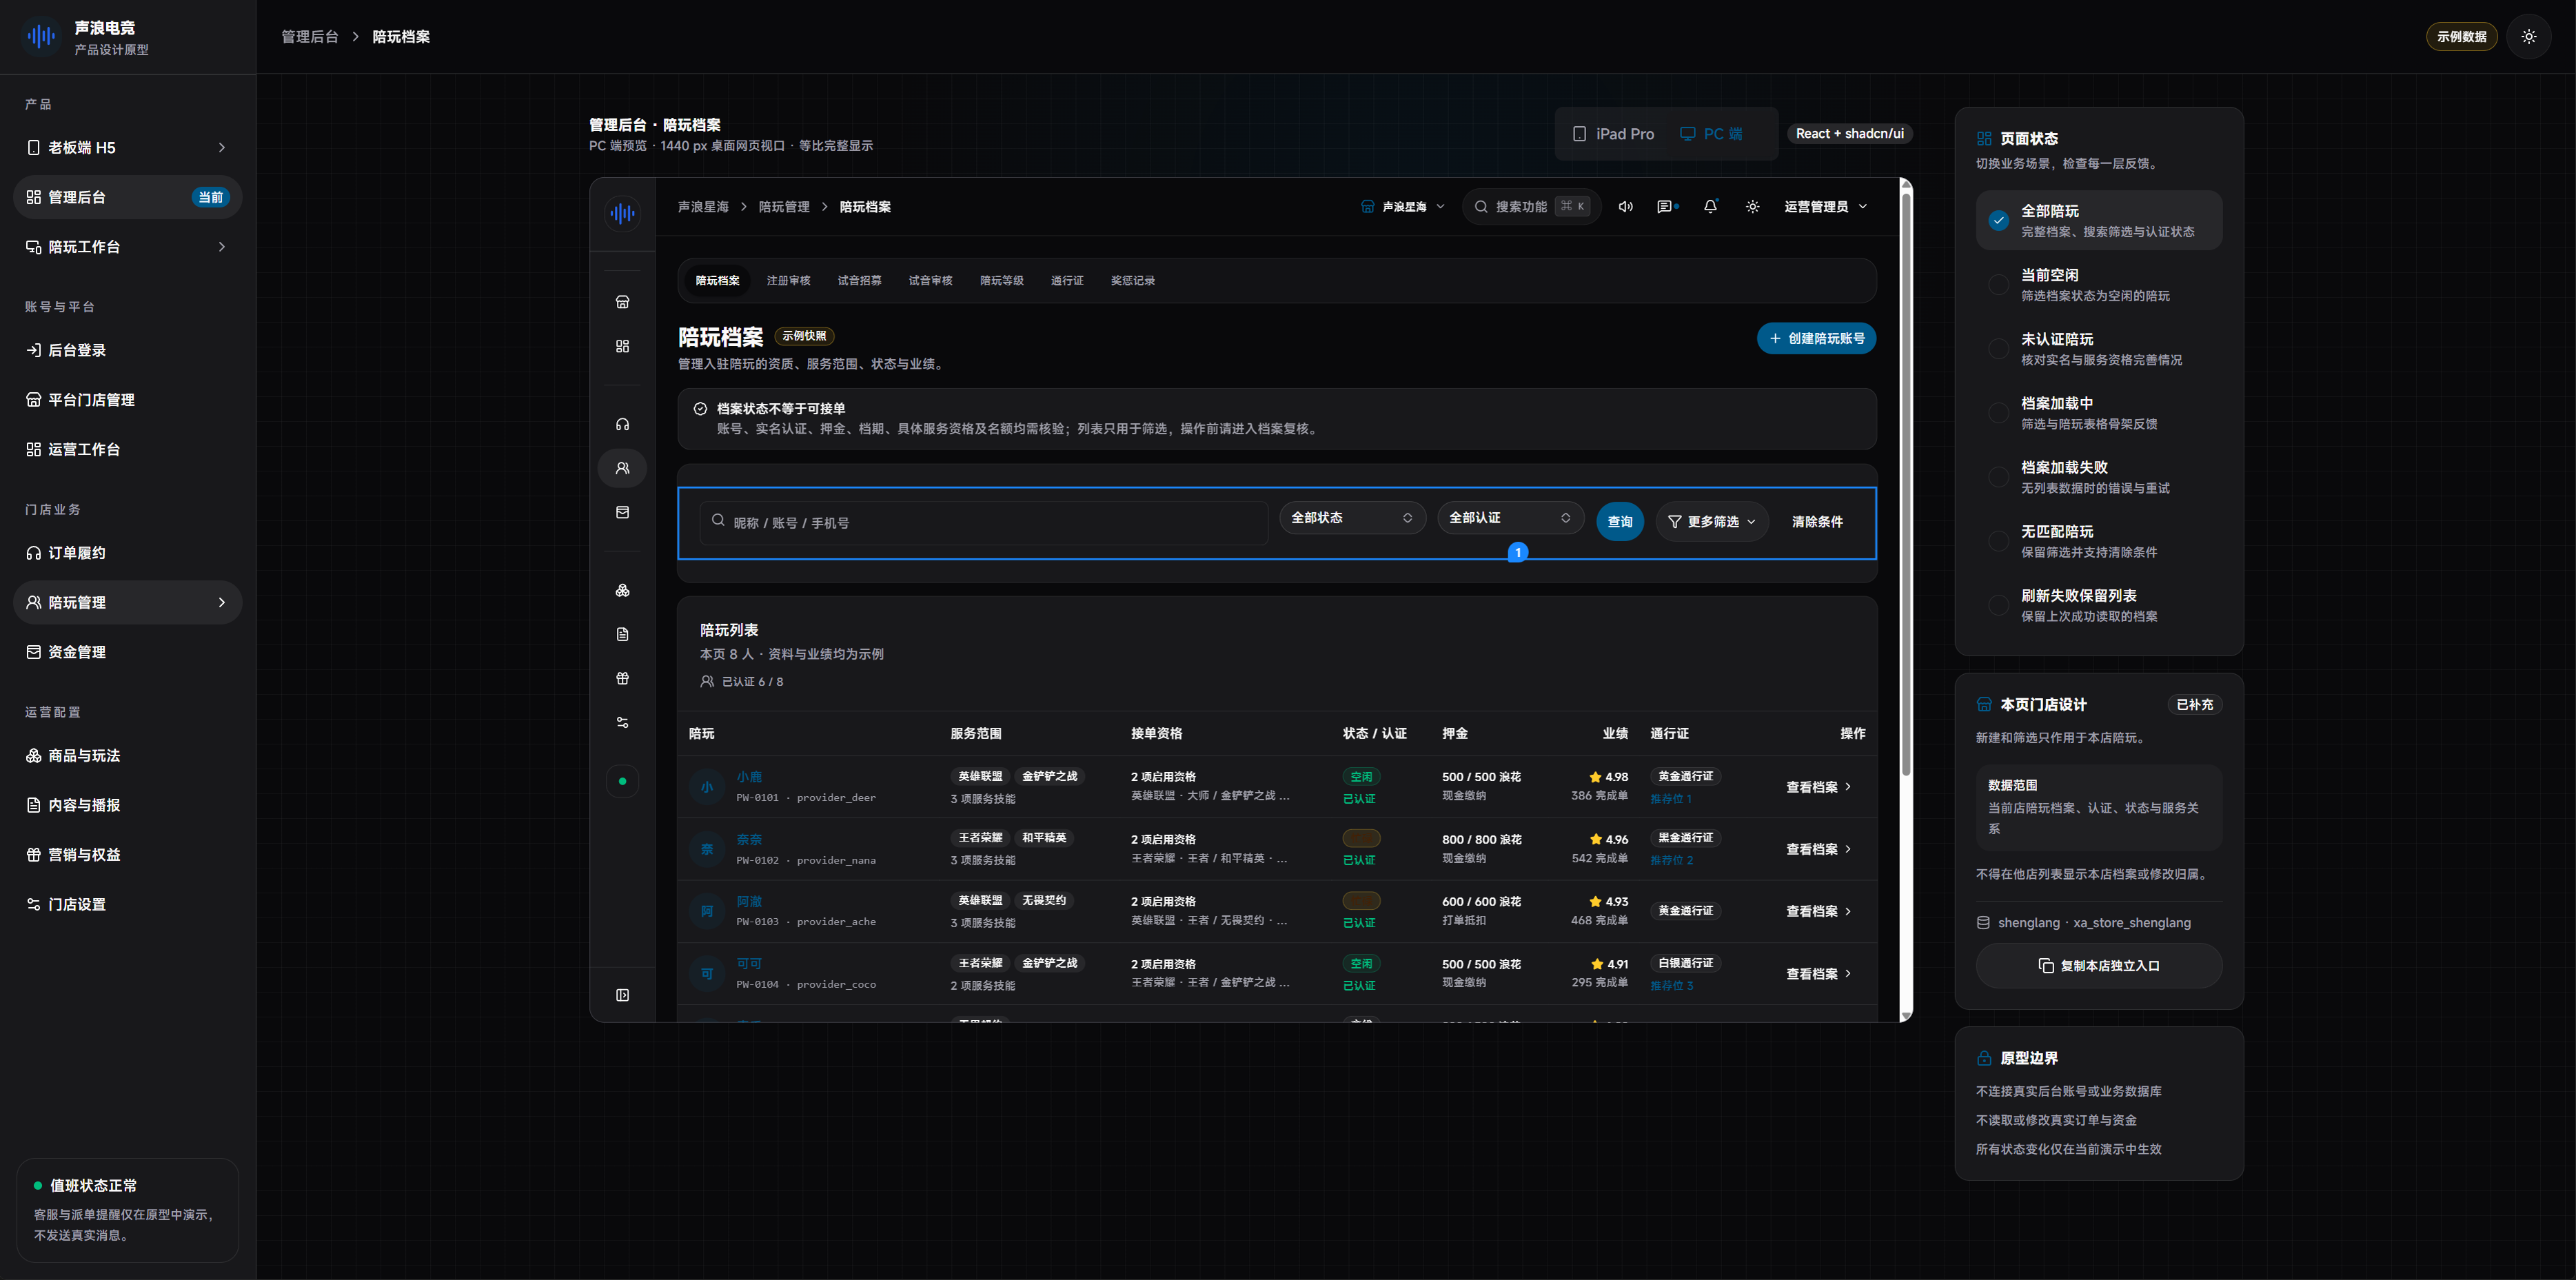 声浪电竞
产品设计原型
产品
老板端 H5
管理后台 当前
陪玩工作台
账号与平台
后台登录
平台门店管理
运营工作台
门店业务
订单履约
陪玩管理
资金管理
运营配置
商品与玩法
内容与播报
营销与权益
门店设置
值班状态正常
客服与派单提醒仅在原型中演示，
不发送真实消息。
管理后台 陪玩档案
示例数据
管理后台 · 陪玩档案
PC 端预览 · 1440 px 桌面网页视口 · 等比完整显示
iPad Pro PC 端 React + shadcn/ui
声浪星海 陪玩管理 陪玩档案
声浪星海 搜索功能 ⌘ K 运营管理员
陪玩档案 注册审核 试音招募 试音审核 陪玩等级 通行证 奖惩记录
陪玩档案 示例快照
管理入驻陪玩的资质、服务范围、状态与业绩。
创建陪玩账号
档案状态不等于可接单
账号、实名认证、押金、档期、具体服务资格及名额均需核验；列表只用于筛选，操作前请进入档案复核。
昵称 / 账号 / 手机号 全部状态 全部认证 查询 更多筛选 清除条件
1
陪玩列表
本页 8 人 · 资料与业绩均为示例
已认证 6 / 8
陪玩 服务范围 接单资格 状态 / 认证 押金 业绩 通行证 操作
小 小鹿 英雄联盟 金铲铲之战 2 项启用资格 空闲 500 / 500 浪花 4.98 黄金通行证 查看档案
PW-0101 · provider_deer 3 项服务技能 英雄联盟 · 大师 / 金铲铲之战 ... 已认证 现金缴纳 386 完成单 推荐位 1
奈 奈奈 王者荣耀 和平精英 2 项启用资格 800 / 800 浪花 4.96 黑金通行证 查看档案
PW-0102 · provider_nana 3 项服务技能 王者荣耀 · 王者 / 和平精英 · ... 已认证 现金缴纳 542 完成单 推荐位 2
阿 阿澈 英雄联盟 无畏契约 2 项启用资格 600 / 600 浪花 4.93 黄金通行证 查看档案
PW-0103 · provider_ache 3 项服务技能 英雄联盟 · 王者 / 无畏契约 · ... 已认证 打单抵扣 468 完成单
可 可可 王者荣耀 金铲铲之战 2 项启用资格 空闲 500 / 500 浪花 4.91 白银通行证 查看档案
PW-0104 · provider_coco 2 项服务技能 王者荣耀 · 王者 / 金铲铲之战 ... 已认证 现金缴纳 295 完成单 推荐位 3
页面状态
切换业务场景，检查每一层反馈。
全部陪玩
完整档案、搜索筛选与认证状态
当前空闲
筛选档案状态为空闲的陪玩
未认证陪玩
核对实名与服务资格完善情况
档案加载中
筛选与陪玩表格骨架反馈
档案加载失败
无列表数据时的错误与重试
无匹配陪玩
保留筛选并支持清除条件
刷新失败保留列表
保留上次成功读取的档案
本页门店设计 已补充
新建和筛选只作用于本店陪玩。
数据范围
当前店陪玩档案、认证、状态与服务关
系
不得在他店列表显示本店档案或修改归属。
shenglang · xa_store_shenglang
复制本店独立入口
原型边界
不连接真实后台账号或业务数据库
不读取或修改真实订单与资金
所有状态变化仅在当前演示中生效